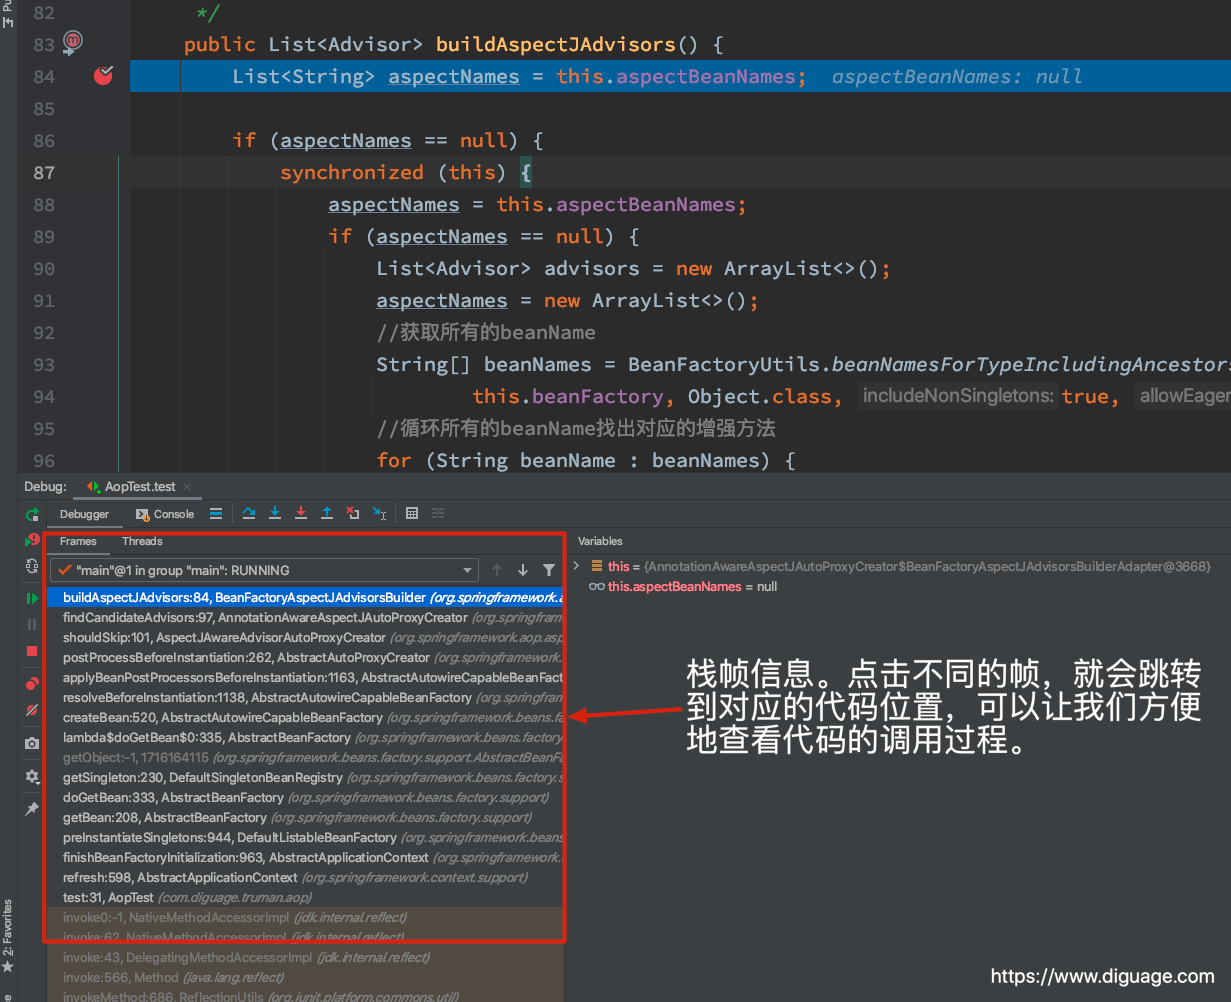 Pu
82 */
83 public List<Advisor> buildAspectJAdvisors() {
84 List<String> aspectNames = this.aspectBeanNames; aspectBeanNames: null
85
86 if (aspectNames == null) {
87 synchronized (this) {
88 aspectNames = this.aspectBeanNames;
89 if (aspectNames == null) {
90 List<Advisor> advisors = new ArrayList<>();
91 aspectNames = new ArrayList<>();
92 //获取所有的beanName
93 String[] beanNames = BeanFactoryUtils.beanNamesForTypeIncludingAncestors
94 this.beanFactory, Object.class, includeNonSingletons: true, allowEager
95 //循环所有的beanName找出对应的增强方法
96 for (String beanName : beanNames) {
Debug: AopTest.test
Debugger Console
Frames Threads Variables
"main"@1 in group "main": RUNNING
this = {AnnotationAwareAspectJAutoProxyCreator$BeanFactoryAspectJAdvisorsBuilderAdapter@3668}
this.aspectBeanNames = null
buildAspectJAdvisors:84, BeanFactoryAspectJAdvisorsBuilder (org.springframework.a
findCandidateAdvisors:97, AnnotationAwareAspectJAutoProxyCreator (org.springfram
shouldSkip:101, AspectJAwareAdvisorAutoProxyCreator (org.springframework.aop.asp
postProcessBeforeInstantiation:262, AbstractAutoProxyCreator (org.springframework.
applyBeanPostProcessorsBeforeInstantiation:1163, AbstractAutowireCapableBeanFact
resolveBeforeInstantiation:1138, AbstractAutowireCapableBeanFactory (org.springfran
createBean:520, AbstractAutowireCapableBeanFactory (org.springframework.beans.fa
lambda$doGetBean$0:335, AbstractBeanFactory (org.springframework.beans.factory
getObject:-1, 1716164115 (org.springframework.beans.factory.support.AbstractBeanFa
getSingleton:230, DefaultSingletonBeanRegistry (org.springframework.beans.factory.s
doGetBean:333, AbstractBeanFactory (org.springframework.beans.factory.support)
getBean:208, AbstractBeanFactory (org.springframework.beans.factory.support)
preInstantiateSingletons:944, DefaultListableBeanFactory (org.springframework.beans
finishBeanFactoryInitialization:963, AbstractApplicationContext (org.springframework.
refresh:598, AbstractApplicationContext (org.springframework.context.support)
test:31, AopTest (com.diguage.truman.aop)
invoke0:-1, NativeMethodAccessorImpl (jdk.internal.reflect)
invoke:62, NativeMethodAccessorImpl (jdk.internal.reflect)
invoke:43, DelegatingMethodAccessorImpl (jdk.internal.reflect)
invoke:566, Method (java.lang.reflect)
invokeMethod:686, ReflectionUtils (org.junit.platform.commons.util)
栈帧信息。点击不同的帧，就会跳转
到对应的代码位置，可以让我们方便
地查看代码的调用过程。
2: Favorites
https://www.diguage.com